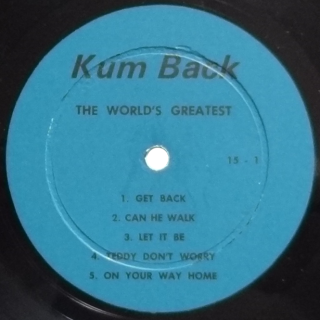 Kum Back
THE WORLD'S GREATEST
15 - 1
1. GET BACK
2. CAN HE WALK
3. LET IT BE
4. TEDDY DON'T WORRY
5. ON YOUR WAY HOME